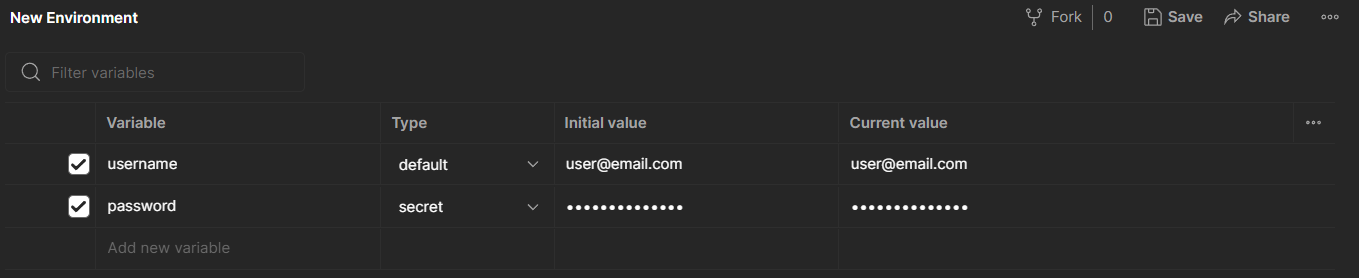 New Environment Fork 0 Save Share
Filter variables
Variable Type Initial value Current value
username default user@email.com user@email.com
password secret •••••••••••••• ••••••••••••••
Add new variable